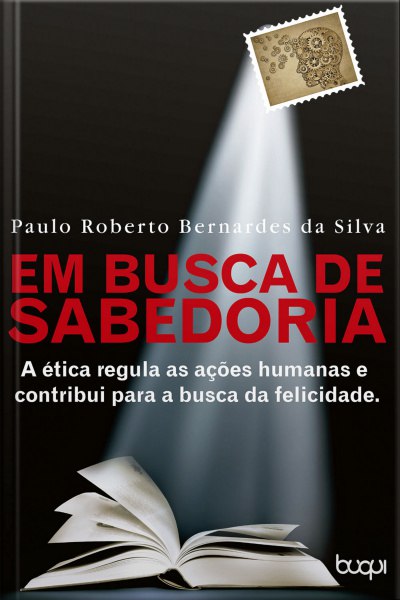 Paulo Roberto Bernardes da Silva
EM BUSCA DE
SABEDORIA
A ética regula as ações humanas e
contribui para a busca da felicidade.
buqui